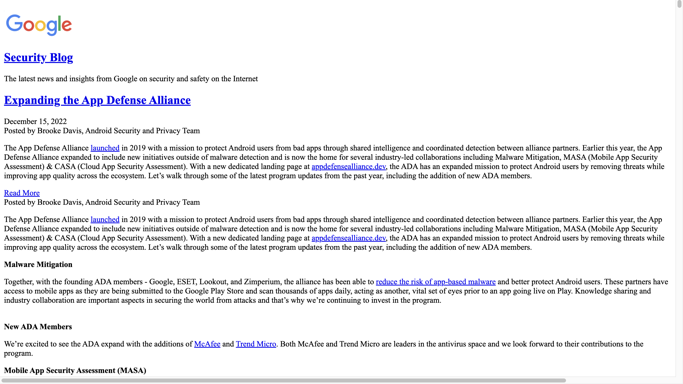 Google
Security Blog
The latest news and insights from Google on security and safety on the Internet
Expanding the App Defense Alliance
December 15, 2022
Posted by Brooke Davis, Android Security and Privacy Team
The App Defense Alliance launched in 2019 with a mission to protect Android users from bad apps through shared intelligence and coordinated detection between alliance partners. Earlier this year, the App
Defense Alliance expanded to include new initiatives outside of malware detection and is now the home for several industry-led collaborations including Malware Mitigation, MASA (Mobile App Security
Assessment) & CASA (Cloud App Security Assessment). With a new dedicated landing page at appdefensealliance.dev, the ADA has an expanded mission to protect Android users by removing threats while
improving app quality across the ecosystem. Let’s walk through some of the latest program updates from the past year, including the addition of new ADA members.
Read More
Posted by Brooke Davis, Android Security and Privacy Team
The App Defense Alliance launched in 2019 with a mission to protect Android users from bad apps through shared intelligence and coordinated detection between alliance partners. Earlier this year, the App
Defense Alliance expanded to include new initiatives outside of malware detection and is now the home for several industry-led collaborations including Malware Mitigation, MASA (Mobile App Security
Assessment) & CASA (Cloud App Security Assessment). With a new dedicated landing page at appdefensealliance.dev, the ADA has an expanded mission to protect Android users by removing threats while
improving app quality across the ecosystem. Let’s walk through some of the latest program updates from the past year, including the addition of new ADA members.
Malware Mitigation
Together, with the founding ADA members - Google, ESET, Lookout, and Zimperium, the alliance has been able to reduce the risk of app-based malware and better protect Android users. These partners have
access to mobile apps as they are being submitted to the Google Play Store and scan thousands of apps daily, acting as another, vital set of eyes prior to an app going live on Play. Knowledge sharing and
industry collaboration are important aspects in securing the world from attacks and that’s why we’re continuing to invest in the program.
New ADA Members
We’re excited to see the ADA expand with the additions of McAfee and Trend Micro. Both McAfee and Trend Micro are leaders in the antivirus space and we look forward to their contributions to the
program.
Mobile App Security Assessment (MASA)